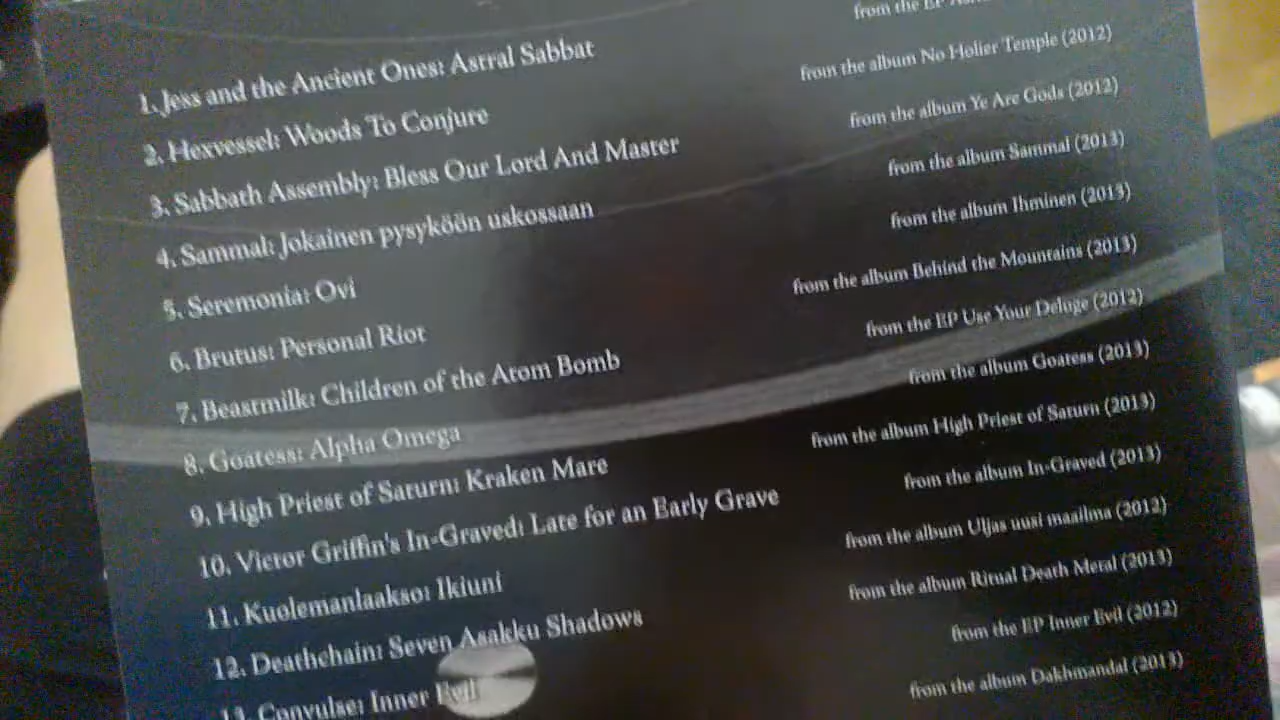 1. Jess and the Ancient Ones: Astral Sabbat from the EP
2. Hexvessel: Woods To Conjure from the album No Holier Temple (2012)
3. Sabbath Assembly: Bless Our Lord And Master from the album Ye Are Gods (2012)
4. Sammal: Jokainen pysyköön uskossaan from the album Sammal (2013)
5. Seremonia: Ovi from the album Ihminen (2013)
6. Brutus: Personal Riot from the album Behind the Mountains (2013)
7. Beastmilk: Children of the Atom Bomb from the EP Use Your Deluge (2012)
8. Goatess: Alpha Omega from the album Goatess (2013)
9. High Priest of Saturn: Kraken Mare from the album High Priest of Saturn (2013)
10. Victor Griffin's In-Graved: Late for an Early Grave from the album In-Graved (2013)
11. Kuolemanlaakso: Ikiuni from the album Uljas uusi maailma (2012)
12. Deathchain: Seven Asakku Shadows from the album Ritual Death Metal (2013)
13. Convulse: Inner Evil from the EP Inner Evil (2012)
from the album Dakhmandal (2013)